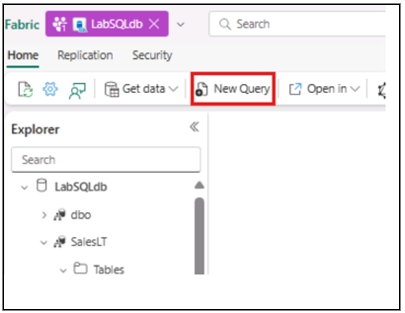 Fabric LabSQLdb Search
Home Replication Security
Get data New Query Open in
Explorer
Search
LabSQLdb
dbo
SalesLT
Tables